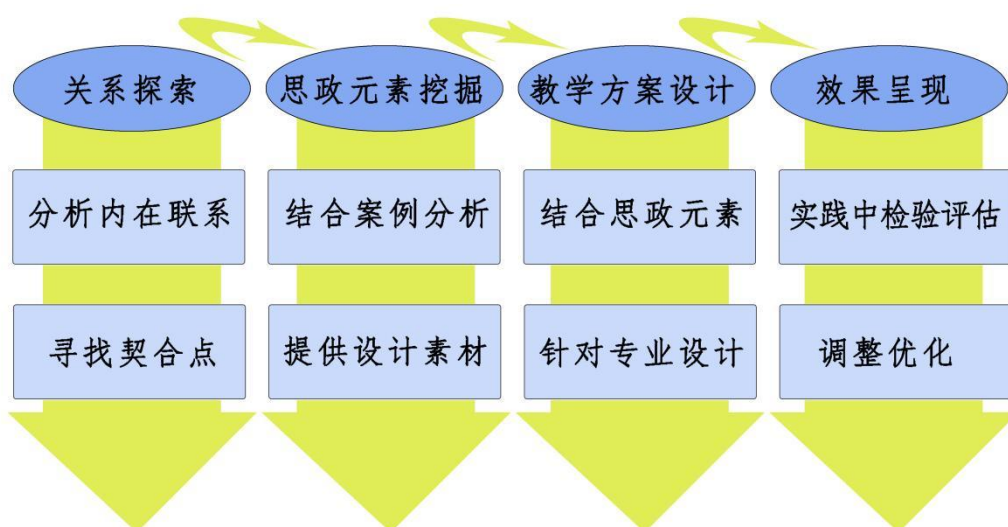 关系探索
思政元素挖掘
教学方案设计
效果呈现
分析内在联系
结合案例分析
结合思政元素
实践中检验评估
寻找契合点
提供设计素材
针对专业设计
调整优化